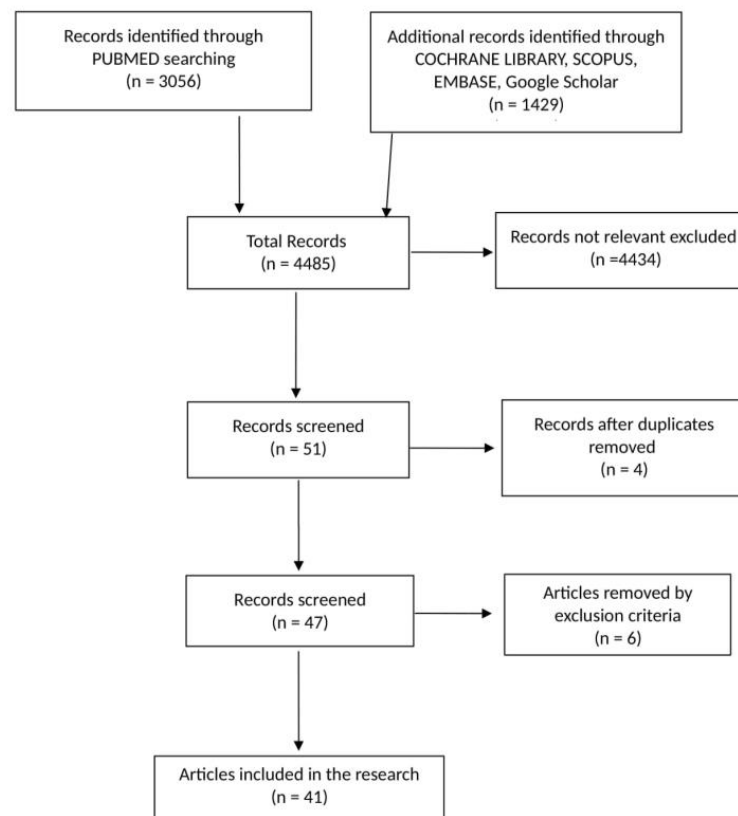 Records identified through
PUBMED searching
(n = 3056)
Additional records identified through
COCHRANE LIBRARY, SCOPUS,
EMBASE, Google Scholar
(n = 1429)
Total Records
(n = 4485)
Records not relevant excluded
(n =4434)
Records screened
(n = 51)
Records after duplicates
removed
(n = 4)
Records screened
(n = 47)
Articles removed by
exclusion criteria
(n = 6)
Articles included in the research
(n = 41)